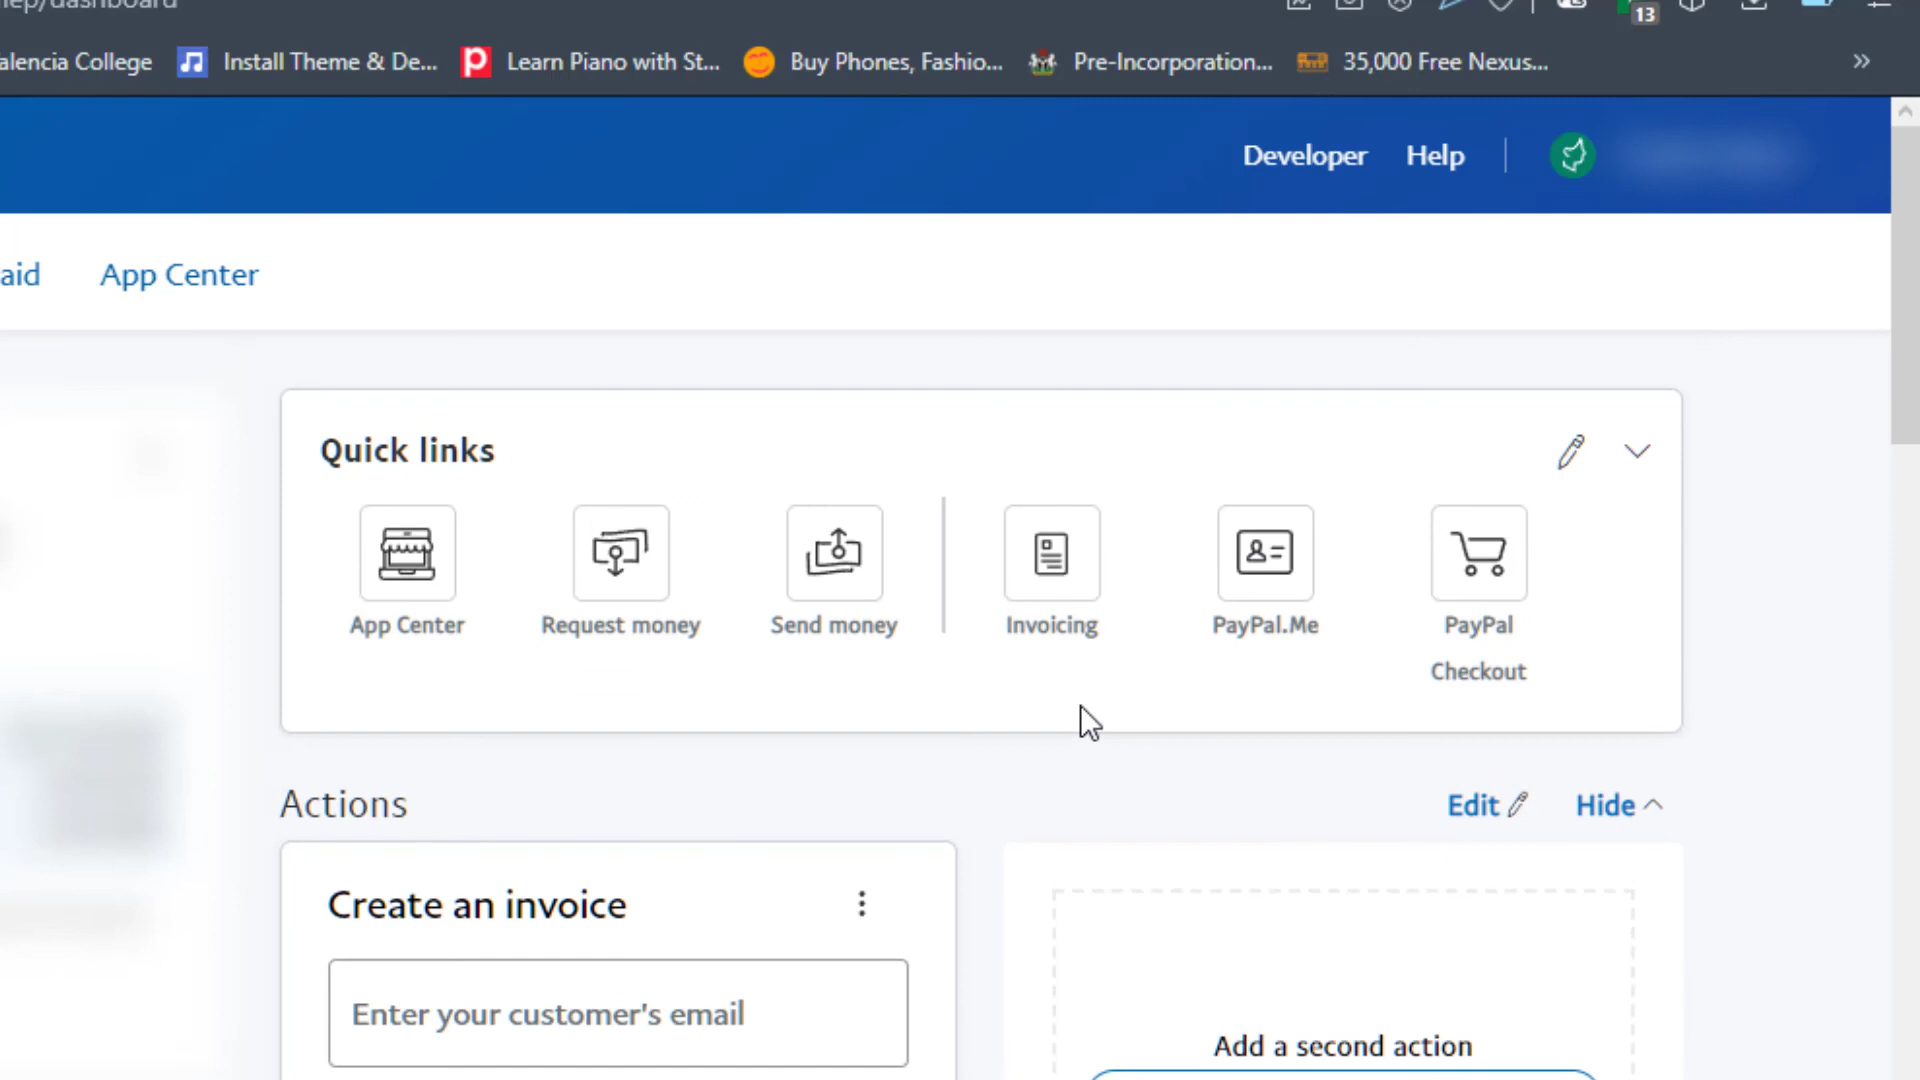 /dashboard
13
alencia College Install Theme & De... Learn Piano with St... Buy Phones, Fashio... Pre-Incorporation... 35,000 Free Nexus... »
Developer Help
aid App Center
Quick links
App Center Request money Send money Invoicing PayPal.Me PayPal Checkout
Actions Edit Hide
Create an invoice
Enter your customer's email
Add a second action